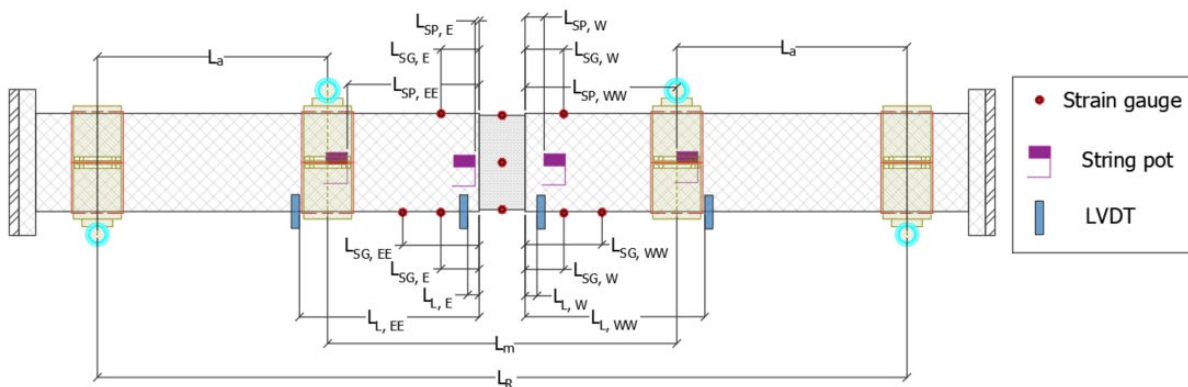 L_SP, E
L_SP, W
L_SG, E
L_SG, W
L_a
L_a
L_SP, EE
L_SP, WW
Strain gauge
String pot
LVDT
L_SG, EE
L_SG, WW
L_SG, E
L_SG, W
L_L, E
L_L, W
L_L, EE
L_L, WW
L_m
L_R